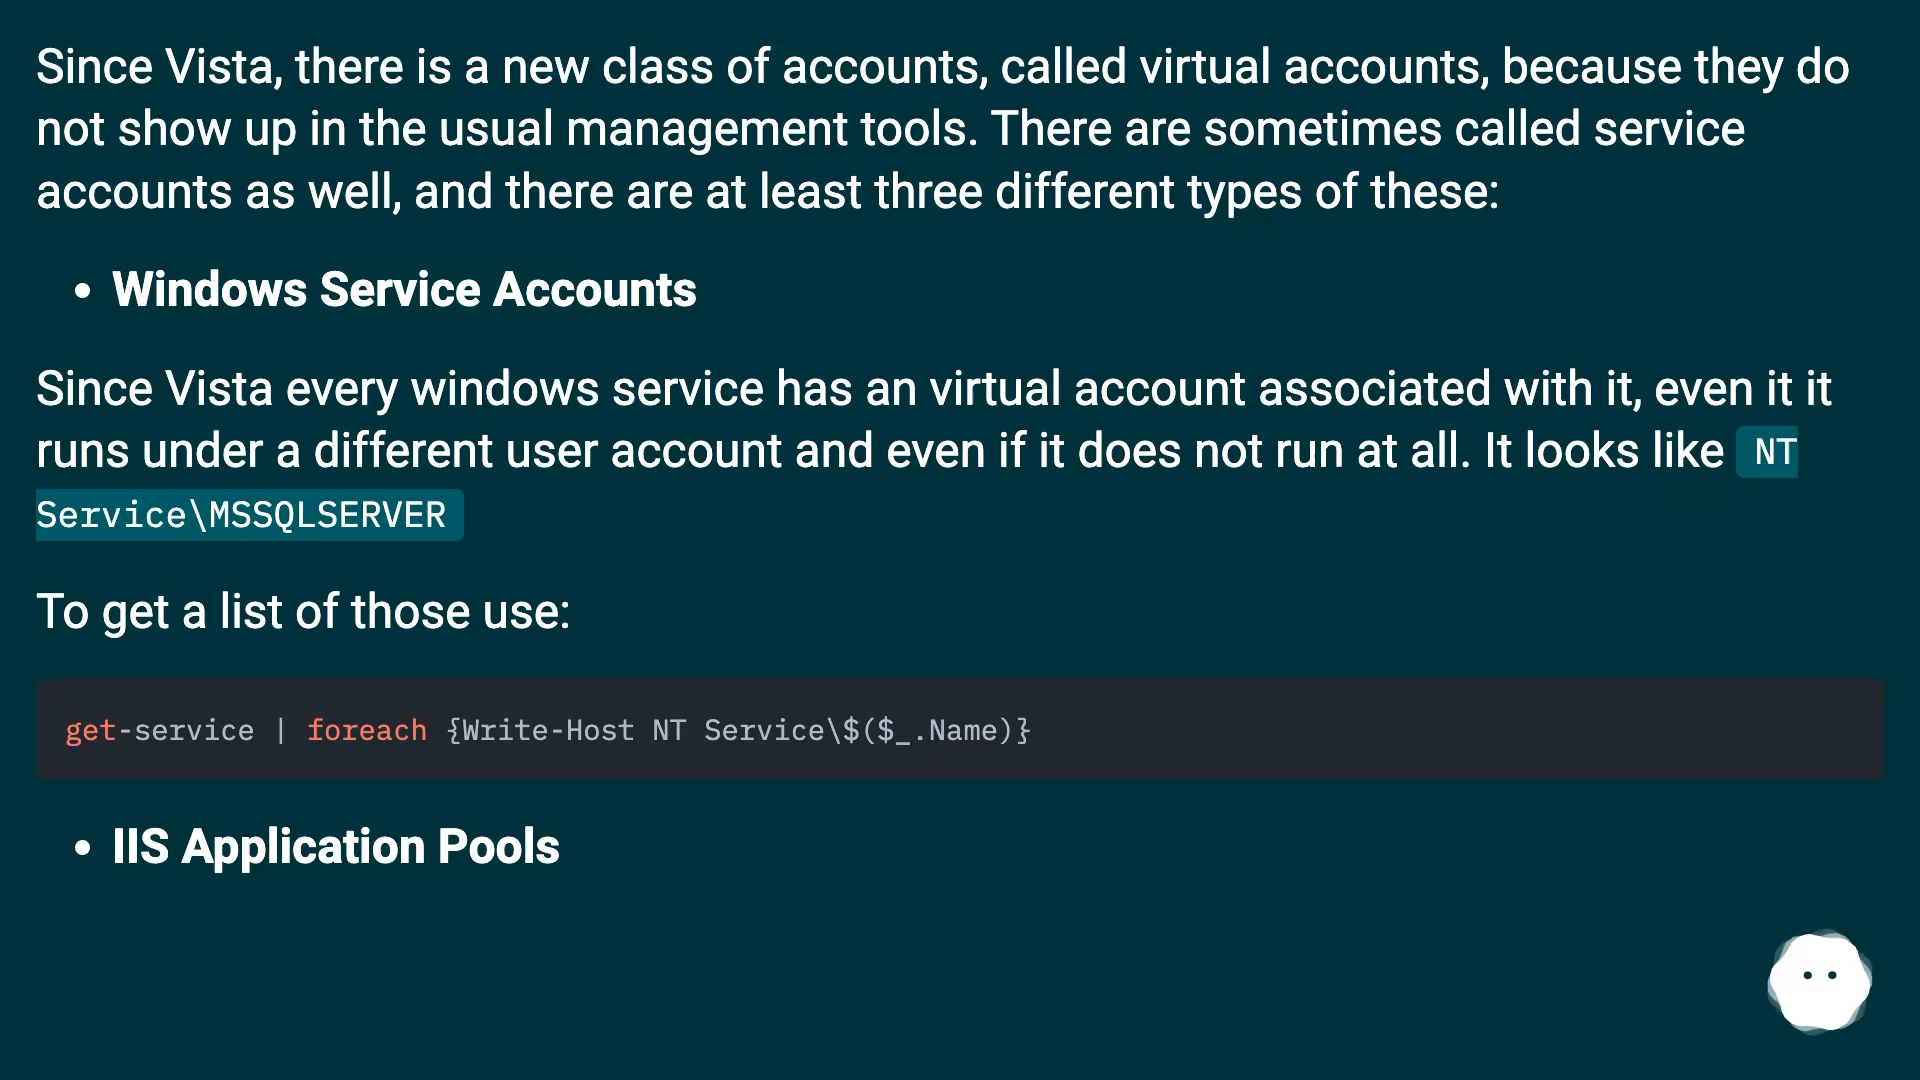 Since Vista, there is a new class of accounts, called virtual accounts, because they do
not show up in the usual management tools. There are sometimes called service
accounts as well, and there are at least three different types of these:
• Windows Service Accounts
Since Vista every windows service has an virtual account associated with it, even it it
runs under a different user account and even if it does not run at all. It looks like NT
Service\MSSQLSERVER
To get a list of those use:
get-service | foreach {Write-Host NT Service\$($_.Name)}
• IIS Application Pools